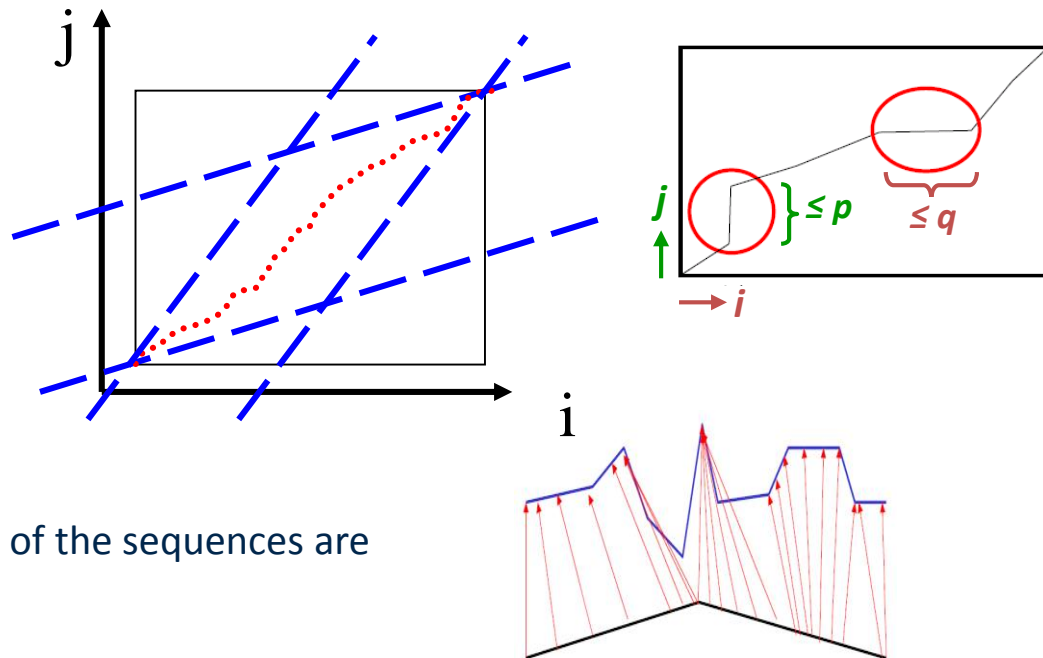 j
j
≤ p
≤ q
i
i
of the sequences are